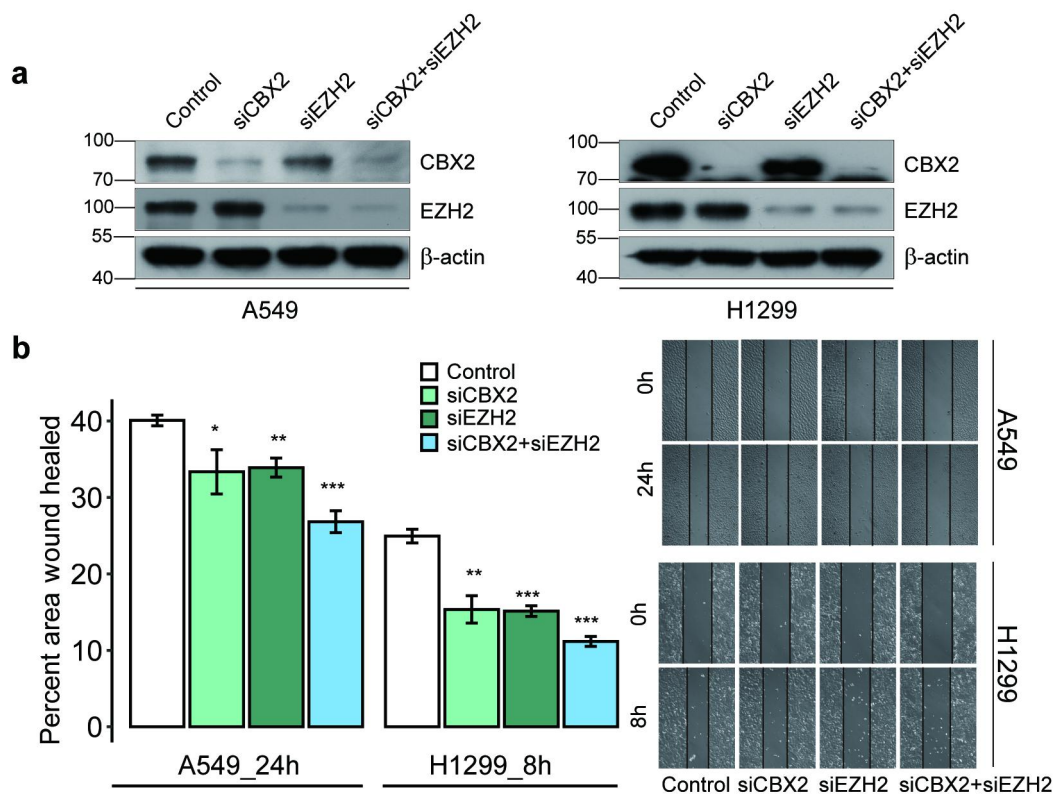 a
Control siCBX2 siEZH2 siCBX2+siEZH2
100
70
CBX2
100
EZH2
55
40
β-actin
A549
Control siCBX2 siEZH2 siCBX2+siEZH2
100
70
CBX2
100
EZH2
55
40
β-actin
H1299
b
Percent area wound healed
40
30
20
10
0
Control
siCBX2
siEZH2
siCBX2+siEZH2
* ** ***
** *** ***
A549_24h H1299_8h
0h
24h
A549
0h
8h
H1299
Control siCBX2 siEZH2 siCBX2+siEZH2